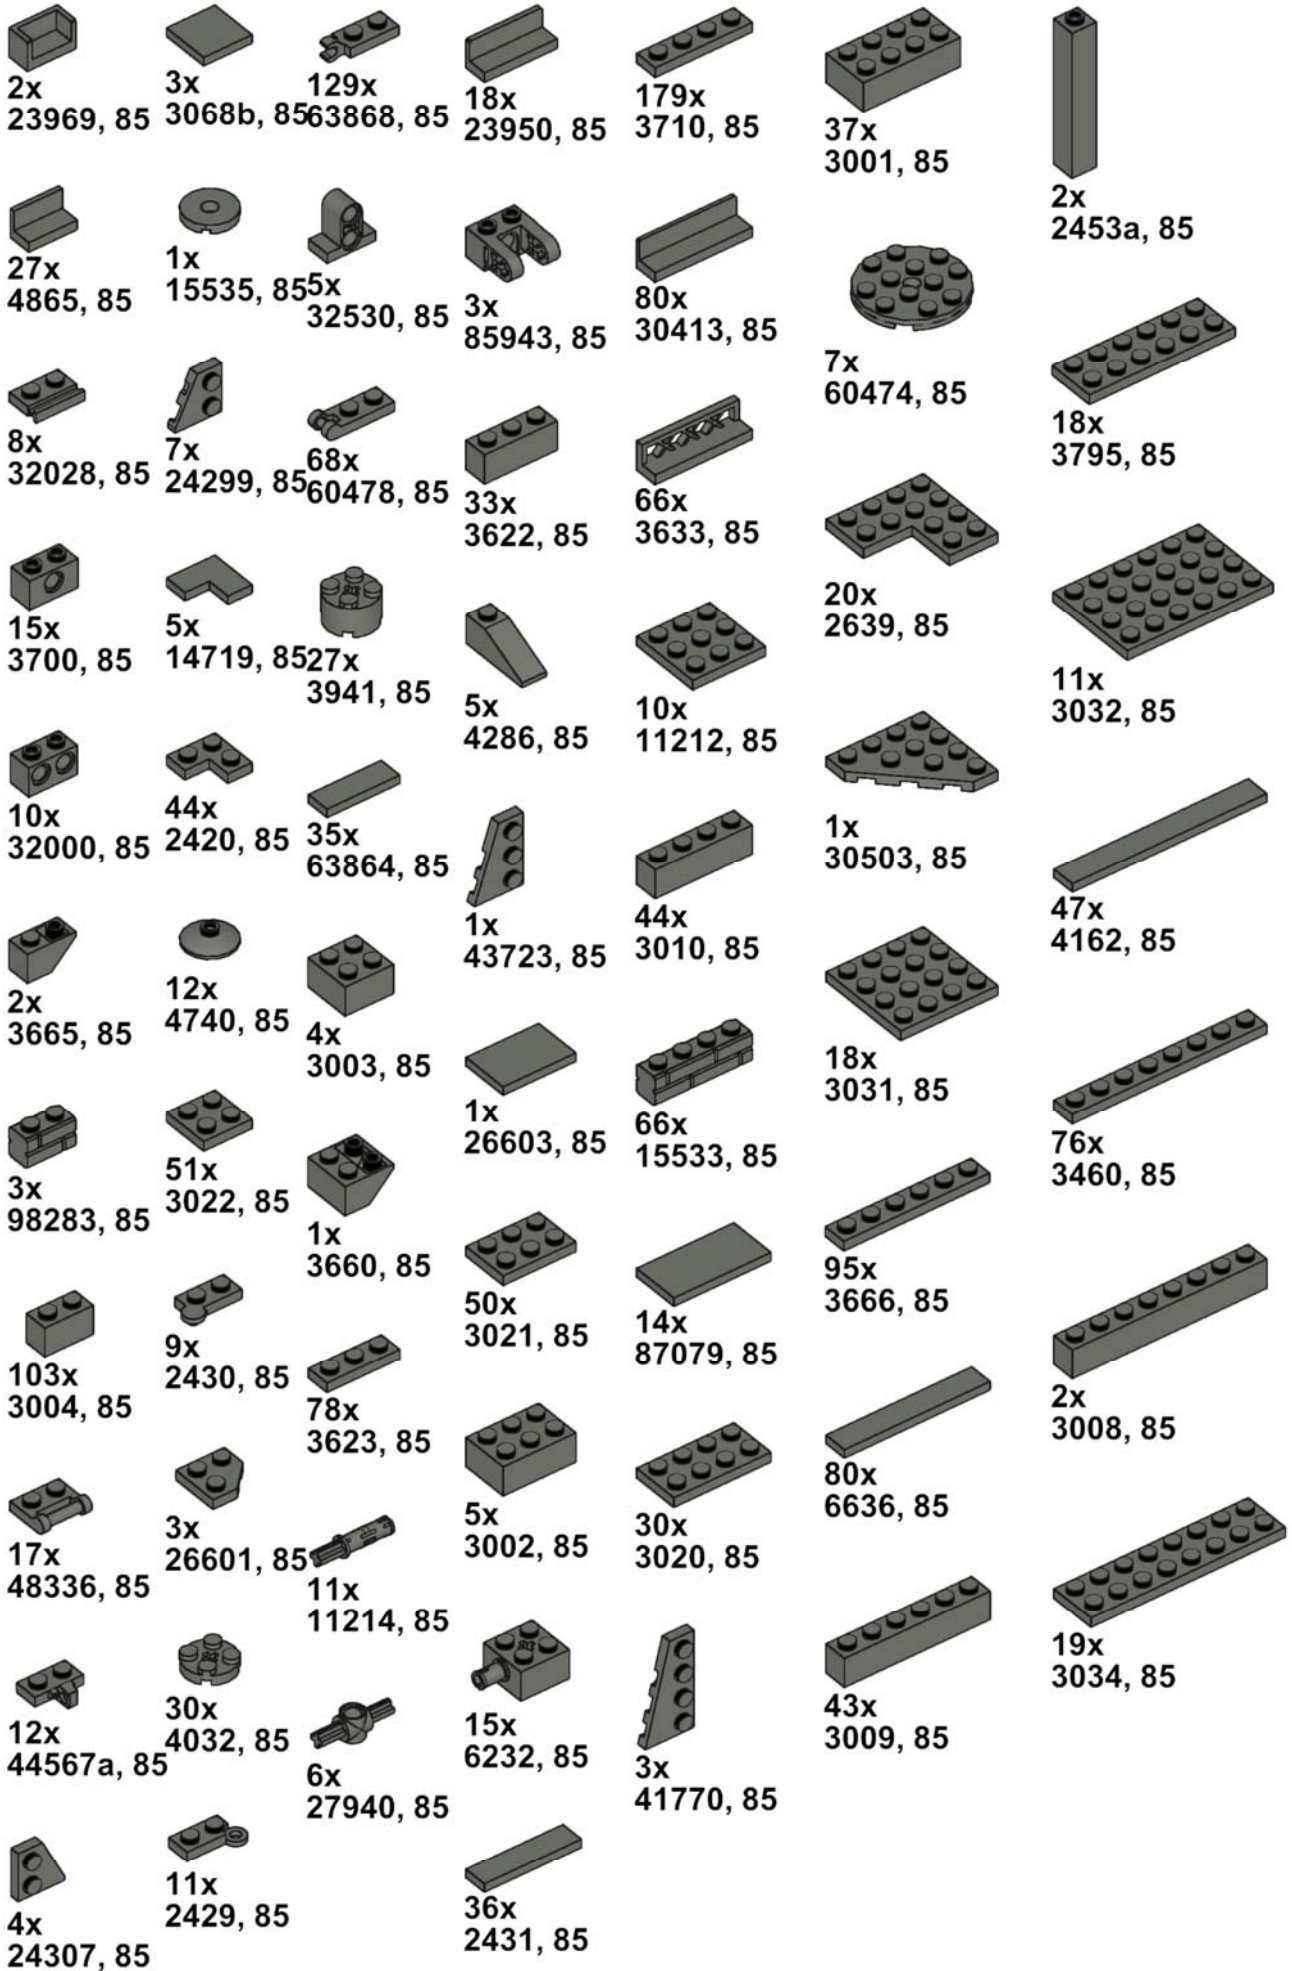 2x
23969, 85
27x
4865, 85
8x
32028, 85
15x
3700, 85
10x
32000, 85
2x
3665, 85
3x
98283, 85
103x
3004, 85
17x
48336, 85
12x
44567a, 85
4x
24307, 85
3x
3068b, 85
1x
15535, 85
7x
24299, 85
5x
14719, 85
44x
2420, 85
12x
4740, 85
51x
3022, 85
9x
2430, 85
3x
26601, 85
30x
4032, 85
11x
2429, 85
129x
63868, 85
5x
32530, 85
68x
60478, 85
27x
3941, 85
35x
63864, 85
4x
3003, 85
1x
3660, 85
78x
3623, 85
11x
11214, 85
6x
27940, 85
18x
23950, 85
3x
85943, 85
33x
3622, 85
5x
4286, 85
1x
43723, 85
1x
26603, 85
50x
3021, 85
5x
3002, 85
15x
6232, 85
36x
2431, 85
179x
3710, 85
80x
30413, 85
66x
3633, 85
10x
11212, 85
44x
3010, 85
66x
15533, 85
14x
87079, 85
30x
3020, 85
3x
41770, 85
37x
3001, 85
7x
60474, 85
20x
2639, 85
1x
30503, 85
18x
3031, 85
95x
3666, 85
80x
6636, 85
43x
3009, 85
2x
2453a, 85
18x
3795, 85
11x
3032, 85
47x
4162, 85
76x
3460, 85
2x
3008, 85
19x
3034, 85